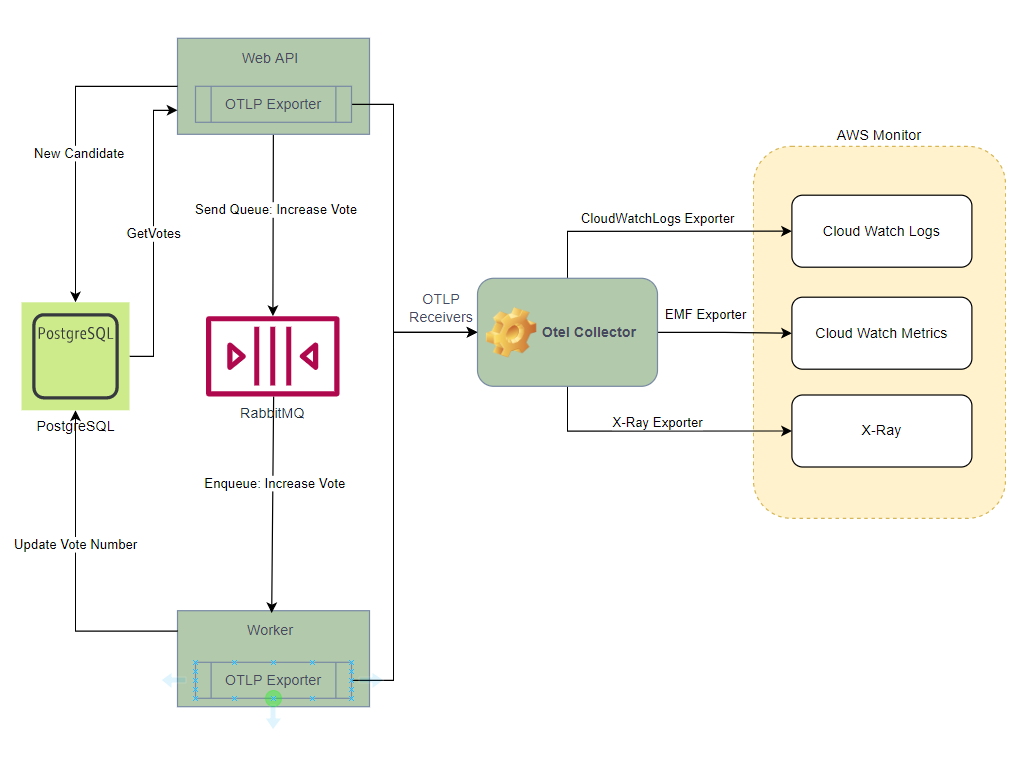 Web API
OTLP Exporter
New Candidate
Send Queue: Increase Vote
GetVotes
PostgreSQL
PostgreSQL
RabbitMQ
Enqueue: Increase Vote
Update Vote Number
Worker
OTLP Exporter
OTLP
Receivers
Otel Collector
CloudWatchLogs Exporter
EMF Exporter
X-Ray Exporter
AWS Monitor
Cloud Watch Logs
Cloud Watch Metrics
X-Ray